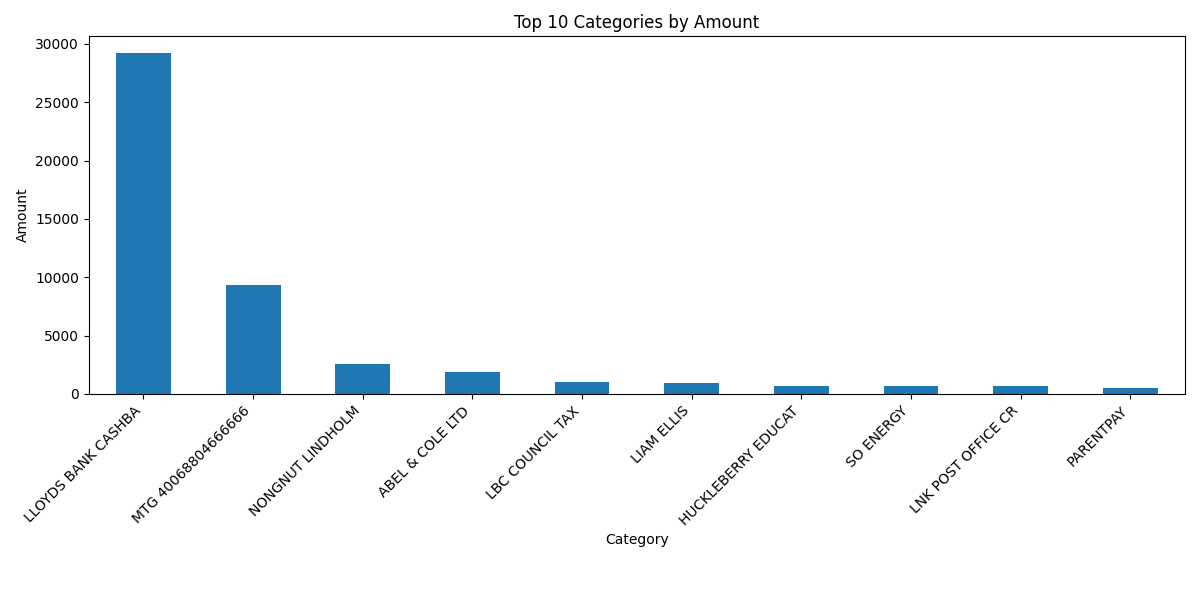 Top 10 Categories by Amount
Amount
30000
25000
20000
15000
10000
5000
0
LLOYDS BANK CASHBA
MTG 40068804666666
NONGNUT LINDHOLM
ABEL & COLE LTD
LBC COUNCIL TAX
LIAM ELLIS
HUCKLEBERRY EDUCAT
SO ENERGY
LNK POST OFFICE CR
PARENTPAY
Category